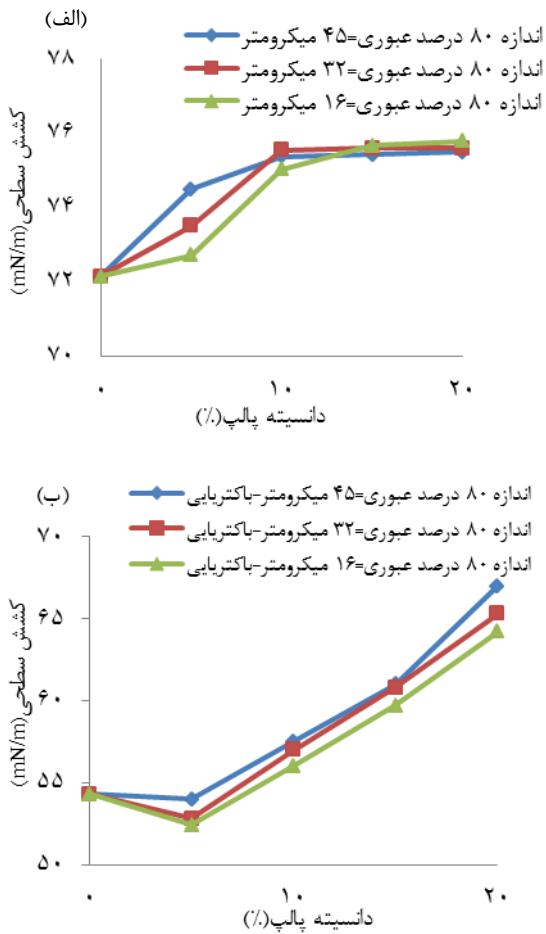 (الف)
اندازه ۸۰ درصد عبوری=۴۵ میکرومتر
اندازه ۸۰ درصد عبوری=۳۲ میکرومتر
اندازه ۸۰ درصد عبوری=۱۶ میکرومتر
۷۸
۷۶
۷۴
۷۲
۷۰
کشش سطحی(mN/m)
۰
۱۰
۲۰
دانسیته پالپ(٪)
(ب)
اندازه ۸۰ درصد عبوری=۴۵ میکرومتر-باکتریایی
اندازه ۸۰ درصد عبوری=۳۲ میکرومتر-باکتریایی
اندازه ۸۰ درصد عبوری=۱۶ میکرومتر-باکتریایی
۷۰
۶۵
۶۰
۵۵
۵۰
کشش سطحی(mN/m)
۰
۱۰
۲۰
دانسیته پالپ(٪)